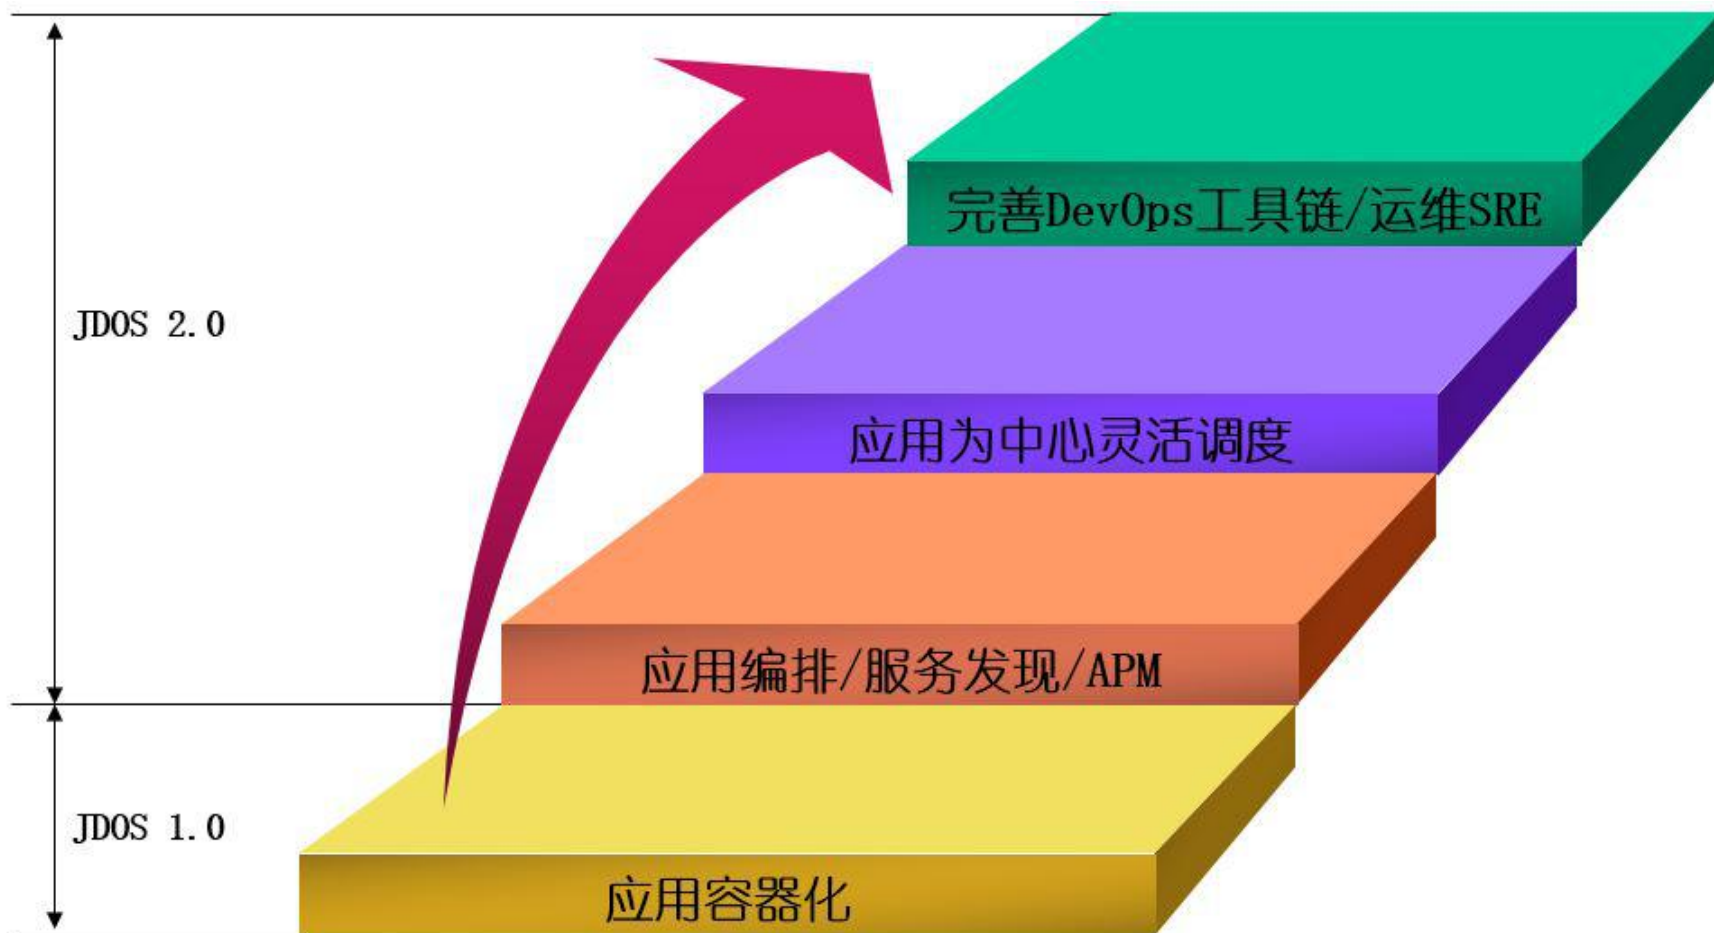 完善DevOps工具链/运维SRE
JDOS 2.0
应用为中心灵活调度
应用编排/服务发现/APM
JDOS 1.0
应用容器化